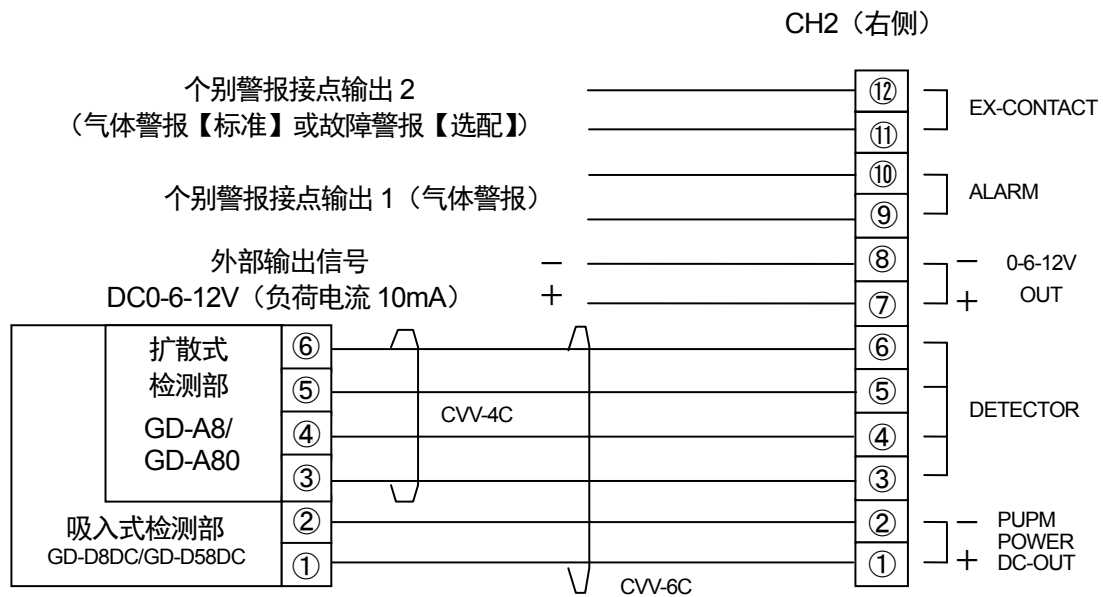 CH2（右侧）
个别警报接点输出 2
（气体警报【标准】或故障警报【选配】）
⑫
EX-CONTACT
⑪
个别警报接点输出 1（气体警报）
⑩
ALARM
⑨
外部输出信号
DC0-6-12V（负荷电流 10mA）
－
＋
⑧
⑦
－
＋
0-6-12V
OUT
扩散式
检测部
GD-A8/
GD-A80
⑥
⑤
④
③
CVV-4C
⑥
⑤
④
③
DETECTOR
吸入式检测部
GD-D8DC/GD-D58DC
②
①
CVV-6C
②
①
－
＋
PUPM
POWER
DC-OUT